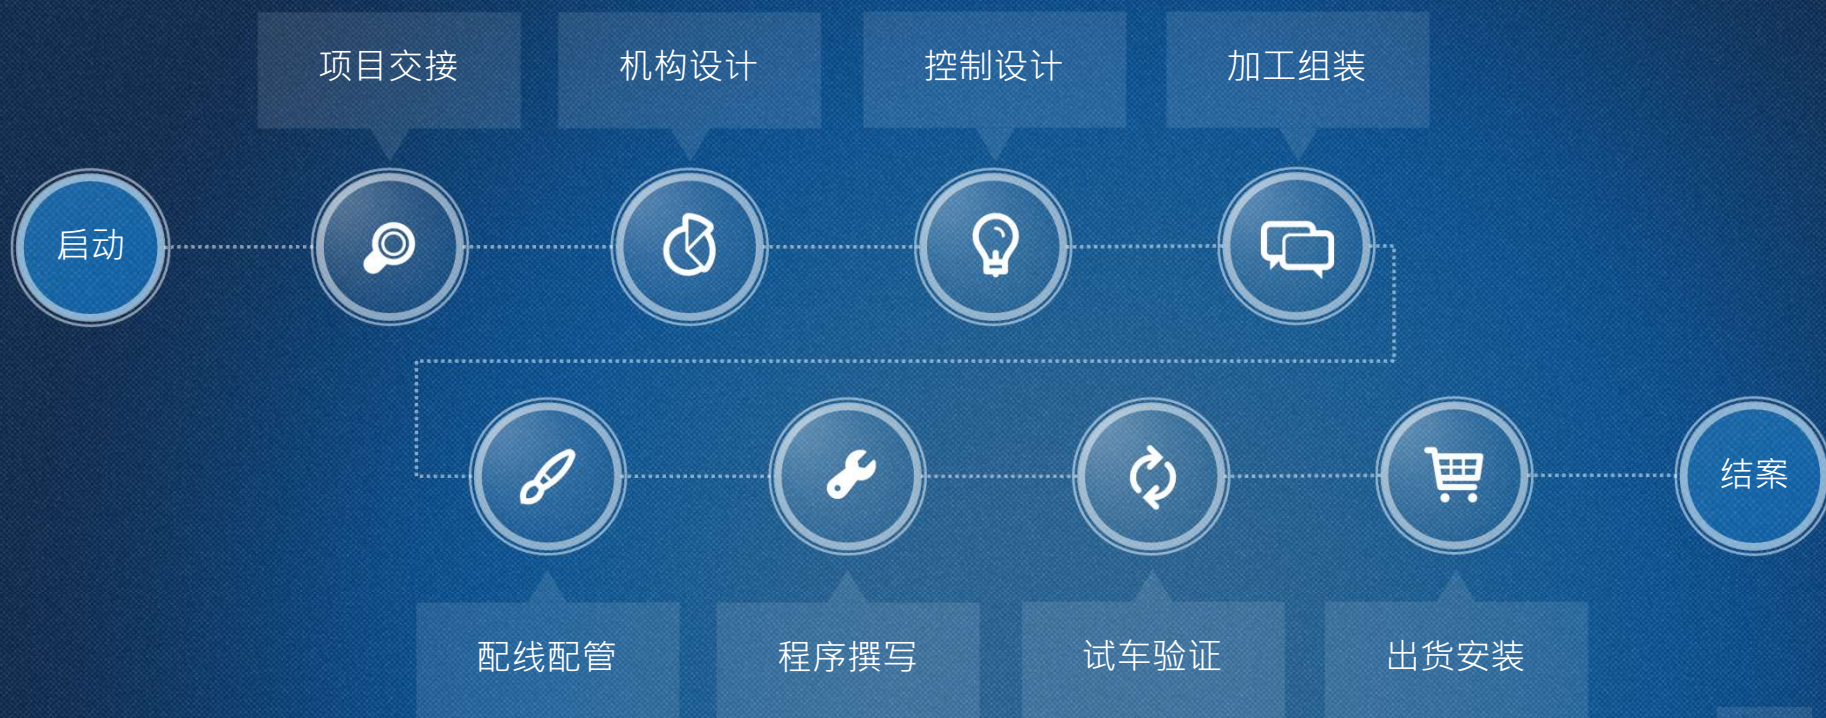 项目交接
机构设计
控制设计
加工组装
启动
结案
配线配管
程序撰写
试车验证
出货安装